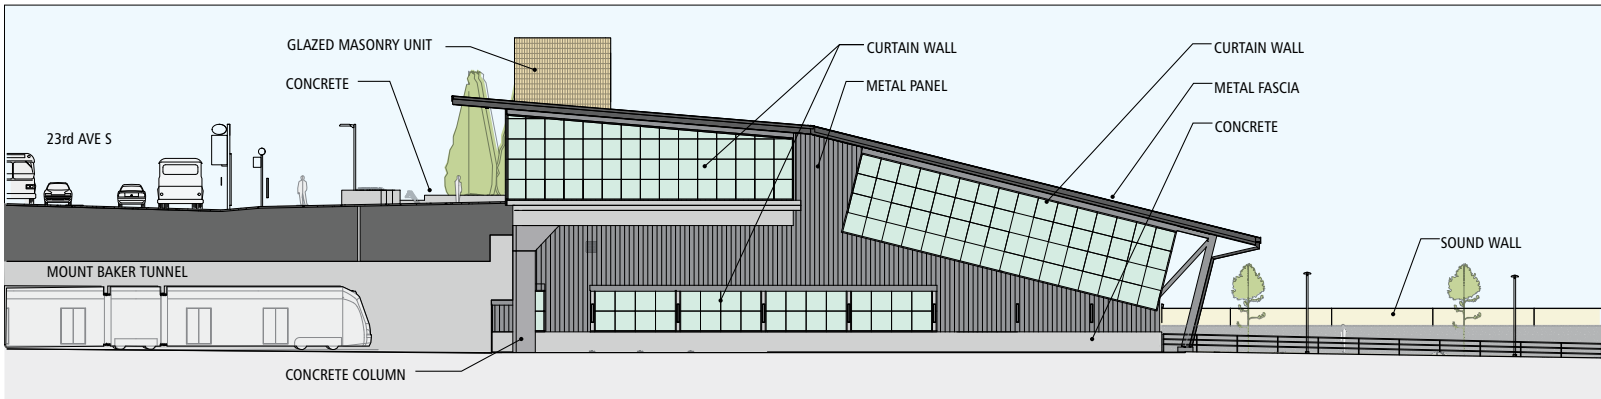 GLAZED MASONRY UNIT
CURTAIN WALL
CURTAIN WALL
CONCRETE
METAL PANEL
METAL FASCIA
23rd AVE S
CONCRETE
SOUND WALL
MOUNT BAKER TUNNEL
CONCRETE COLUMN